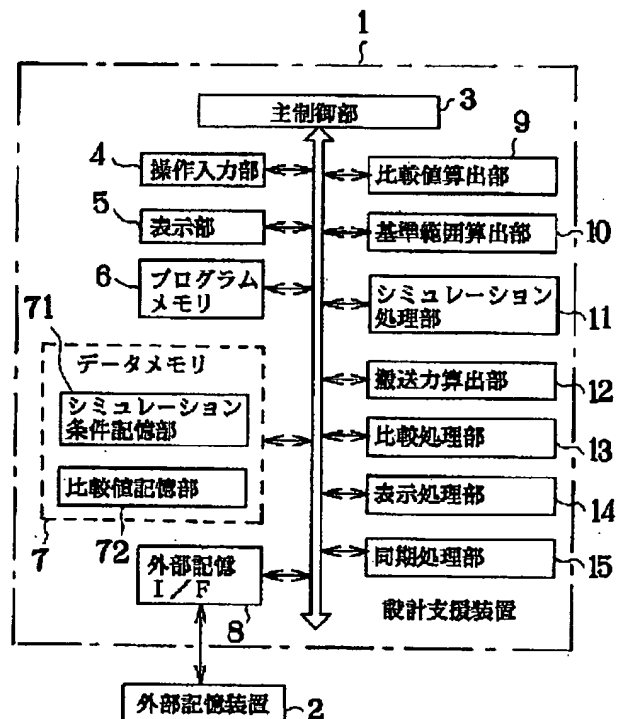 1
主制御部
3
9
4
操作入力部
比較値算出部
5
表示部
基準範囲算出部
10
6
プログラム
メモリ
シミュレーション
処理部
11
71
データメモリ
シミュレーション
条件記憶部
搬送力算出部
12
比較処理部
13
比較値記憶部
表示処理部
14
7
72
外部記憶
I/F
同期処理部
15
8
設計支援装置
外部記憶装置
2